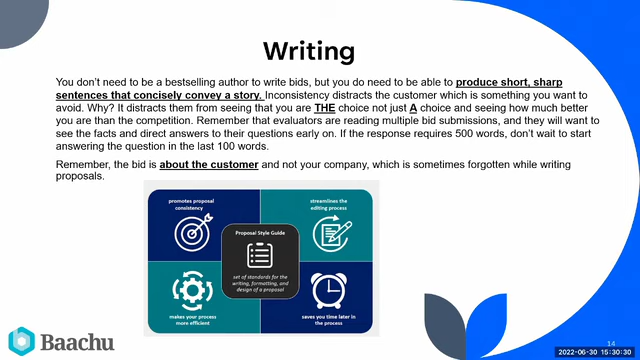 Writing
You don't need to be a bestselling author to write bids, but you do need to be able to produce short, sharp
sentences that concisely convey a story. Inconsistency distracts the customer which is something you want to
avoid. Why? It distracts them from seeing that you are THE choice not just A choice and seeing how much better
you are than the competition. Remember that evaluators are reading multiple bid submissions, and they will want to
see the facts and direct answers to their questions early on. If the response requires 500 words, don't wait to start
answering the question in the last 100 words.
Remember, the bid is about the customer and not your company, which is sometimes forgotten while writing
proposals.
promotes proposal
consistency
streamlines the
editing process
Proposal Style Guide
set of standards for the
writing, formatting, and
design of a proposal
makes your process
more efficient
saves you time later in
the process
Baachu
14
2022-06-30 15:30:30